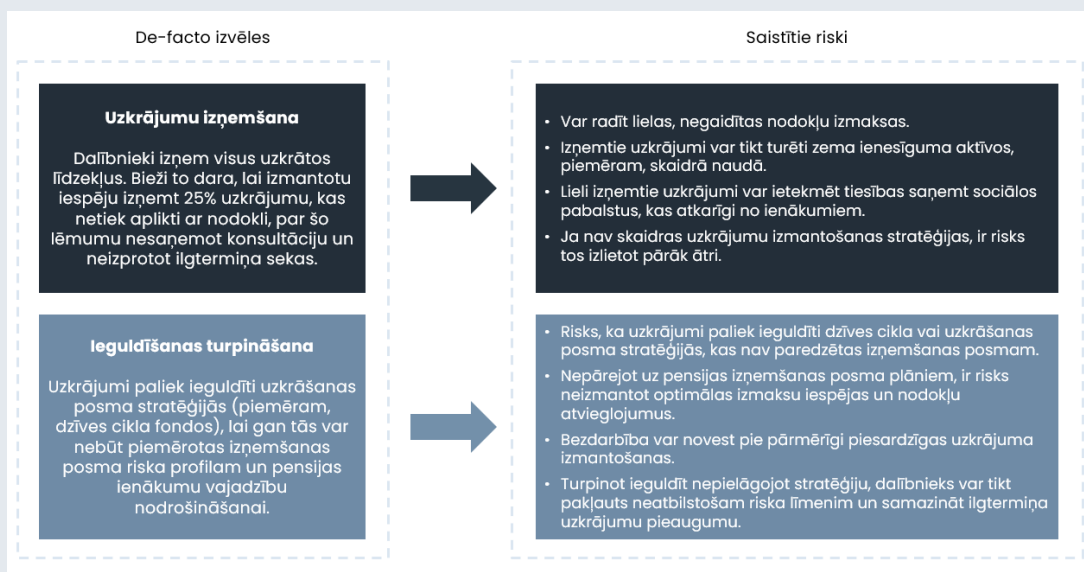 De-facto izvēles
Saistītie riski
Uzkrājumu izņemšana
Dalībnieki izņem visus uzkrātos
līdzekļus. Bieži to dara, lai izmantotu
iespēju izņemt 25% uzkrājumu, kas
netiek aplikti ar nodokli, par šo
lēmumu nesaņemot konsultāciju un
neizprotot ilgtermiņa sekas.
• Var radīt lielas, negaidītas nodokļu izmaksas.
• Izņemtie uzkrājumi var tikt turēti zema ienesīguma aktīvos,
piemēram, skaidrā naudā.
• Lieli izņemtie uzkrājumi var ietekmēt tiesības saņemt sociālos
pabalstus, kas atkarīgi no ienākumiem.
• Ja nav skaidras uzkrājumu izmantošanas stratēģijas, ir risks
tos izlietot pārāk ātri.
Ieguldīšanas turpināšana
Uzkrājumi paliek ieguldīti uzkrāšanas
posma stratēģijās (piemēram,
dzīves cikla fondos), lai gan tās var
nebūt piemērotas izņemšanas
posma riska profilam un pensijas
ienākumu vajadzību
nodrošināšanai.
• Risks, ka uzkrājumi paliek ieguldīti dzīves cikla vai uzkrāšanas
posma stratēģijās, kas nav paredzētas izņemšanas posmam.
• Nepārejot uz pensijas izņemšanas posma plāniem, ir risks
neizmantot optimālas izmaksu iespējas un nodokļu
atvieglojumus.
• Bezdarbība var novest pie pārmērīgi piesardzīgas uzkrājuma
izmantošanas.
• Turpinot ieguldīt nepielāgojot stratēģiju, dalībnieks var tikt
pakļauts neatbilstošam riska līmenim un samazināt ilgtermiņa
uzkrājumu pieaugumu.